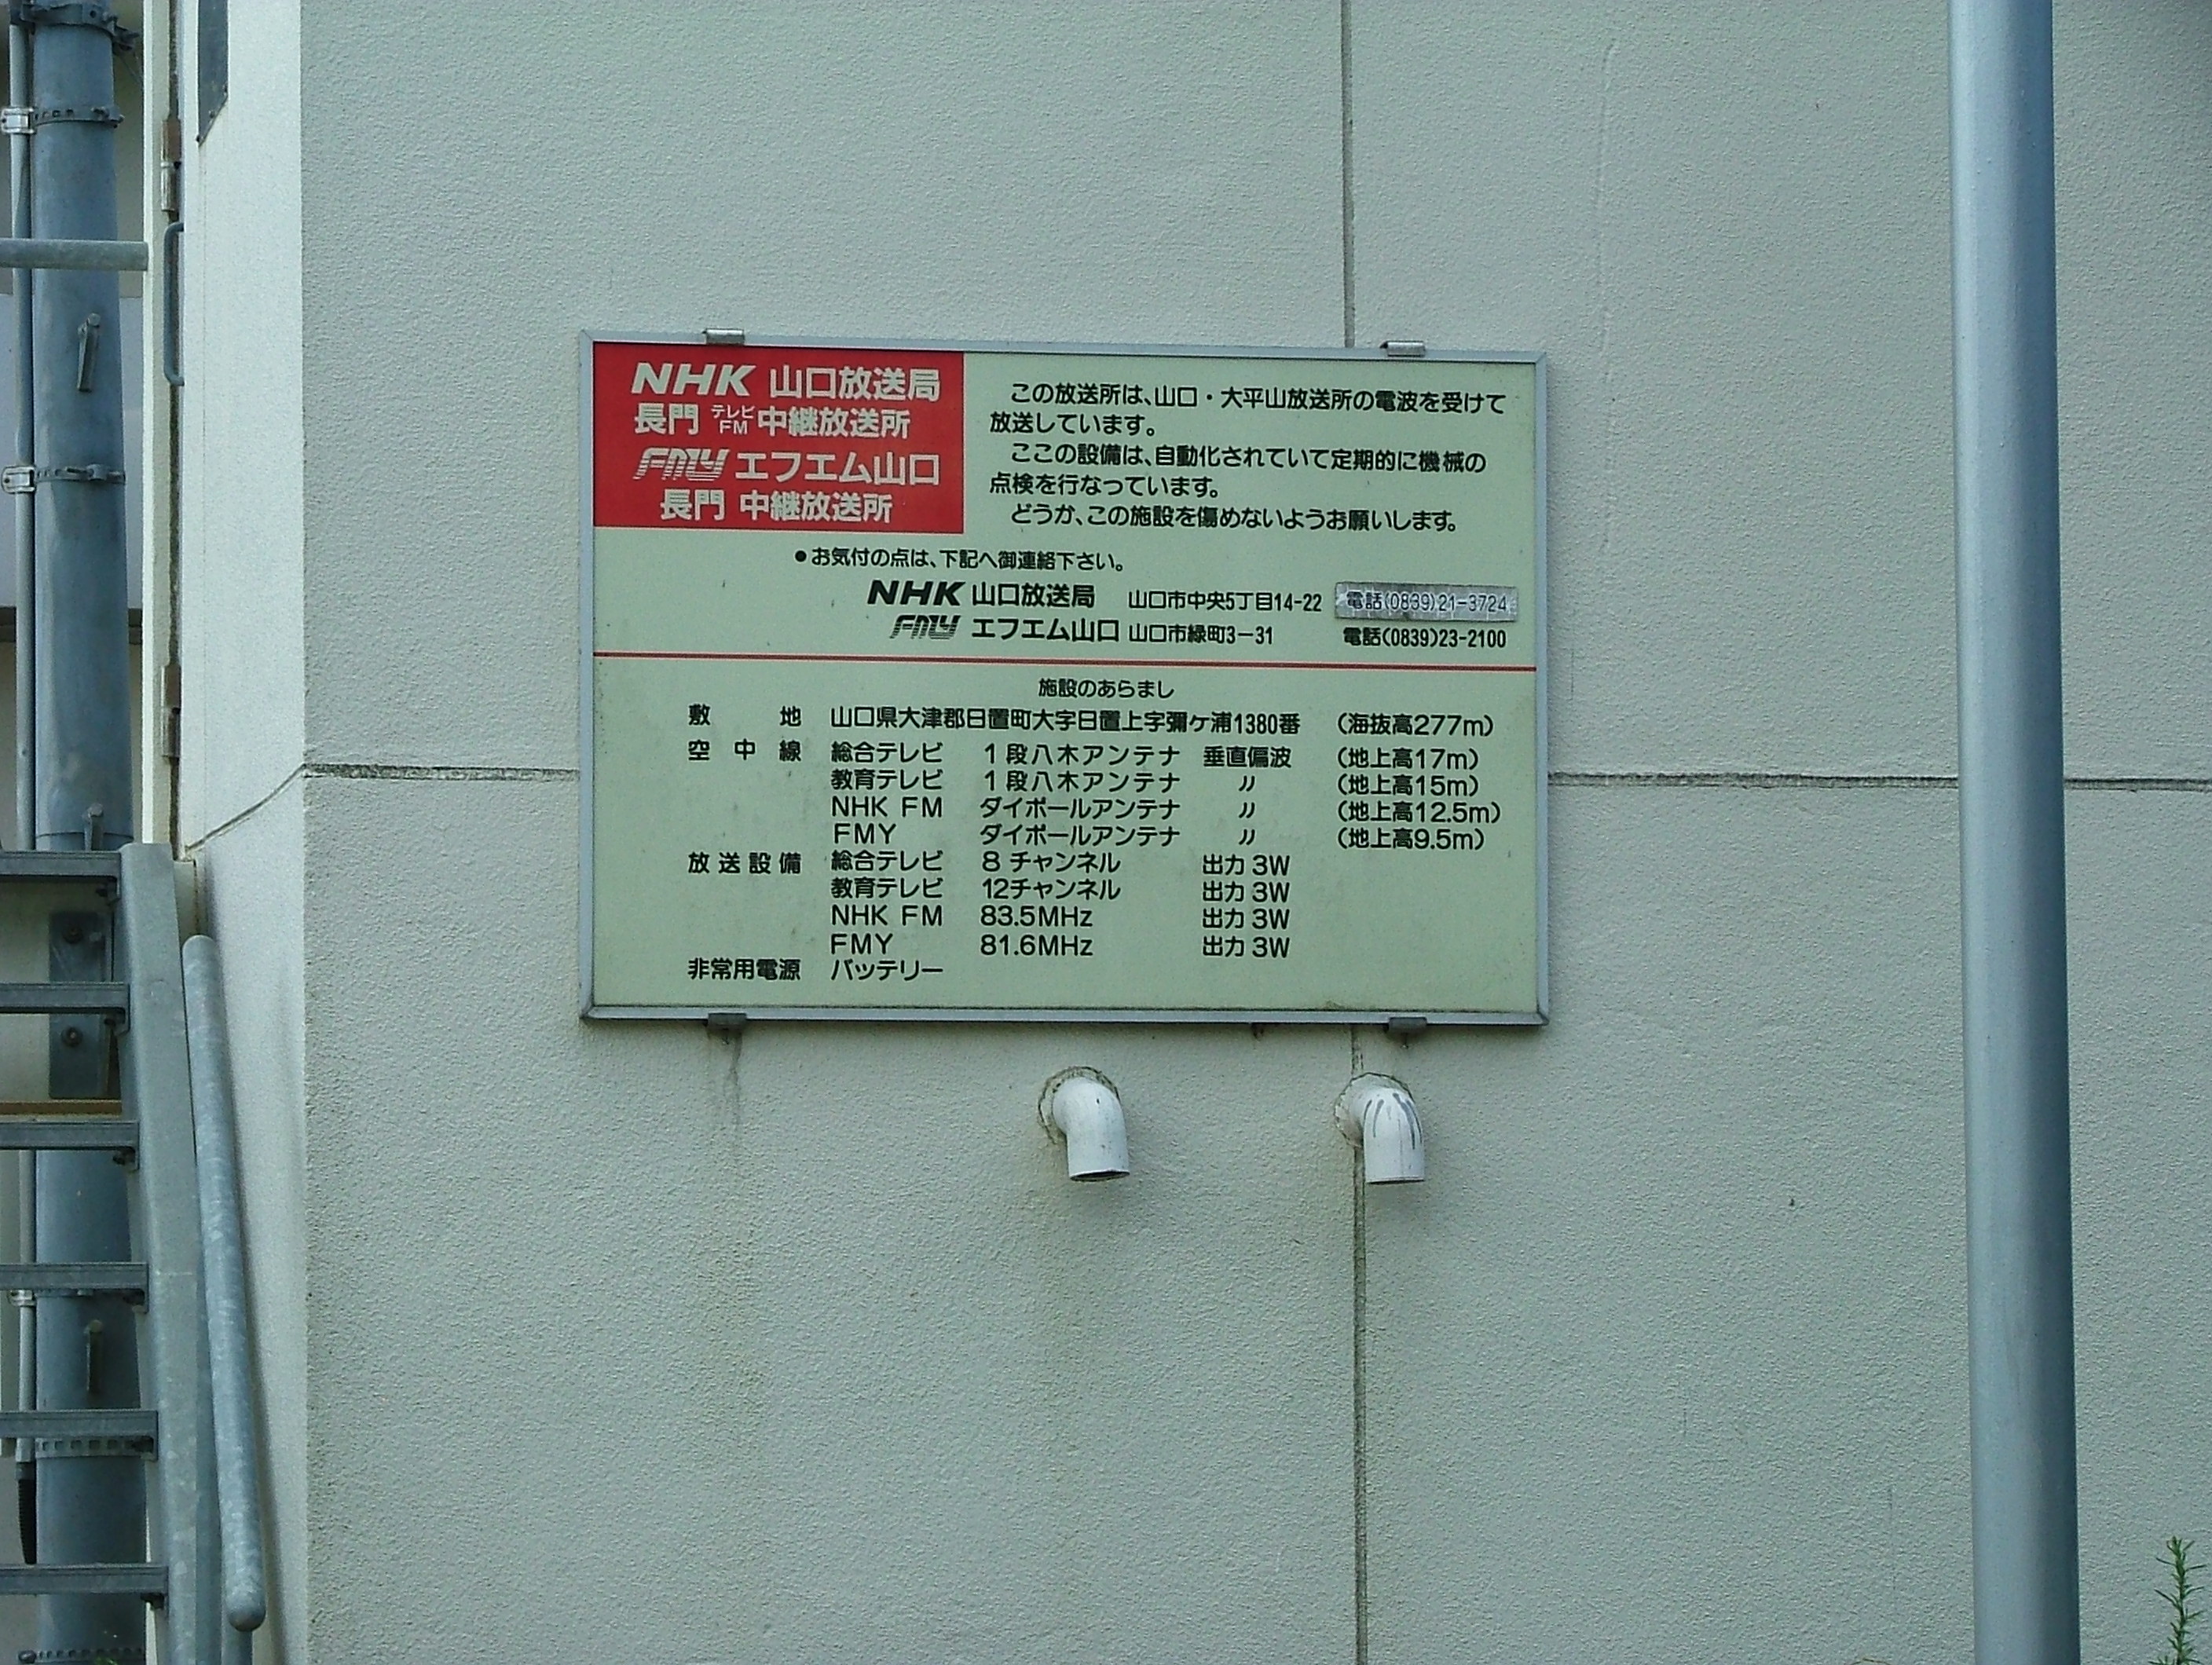 NHK 山口放送局
長門 テレビ FM 中継放送所
FMY エフエム山口
長門 中継放送所
この放送所は、山口・大平山放送所の電波を受けて
放送しています。
ここの設備は、自動化されていて定期的に機械の
点検を行なっています。
どうか、この施設を傷めないようお願いします。
●お気付の点は、下記へ御連絡下さい。
NHK 山口放送局 山口市中央5丁目14-22 電話(0839)21-3724
FMY エフエム山口 山口市緑町3-31 電話(0839)23-2100
施設のあらまし
敷地 山口県大津郡日置町大字日置上字彌ケ浦1380番 (海抜高277m)
空中線 総合テレビ 1段八木アンテナ 垂直偏波 (地上高17m)
教育テレビ 1段八木アンテナ 〃 (地上高15m)
NHK FM ダイポールアンテナ 〃 (地上高12.5m)
FMY ダイポールアンテナ 〃 (地上高9.5m)
放送設備 総合テレビ 8チャンネル 出力 3W
教育テレビ 12チャンネル 出力 3W
NHK FM 83.5MHz 出力 3W
FMY 81.6MHz 出力 3W
非常用電源 バッテリー